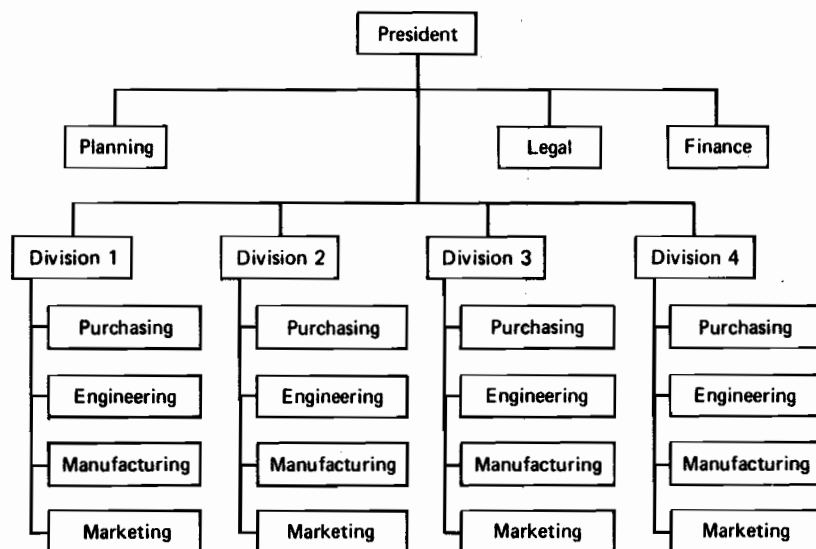 President
Planning
Legal
Finance
Division 1
Division 2
Division 3
Division 4
Purchasing
Purchasing
Purchasing
Purchasing
Engineering
Engineering
Engineering
Engineering
Manufacturing
Manufacturing
Manufacturing
Manufacturing
Marketing
Marketing
Marketing
Marketing